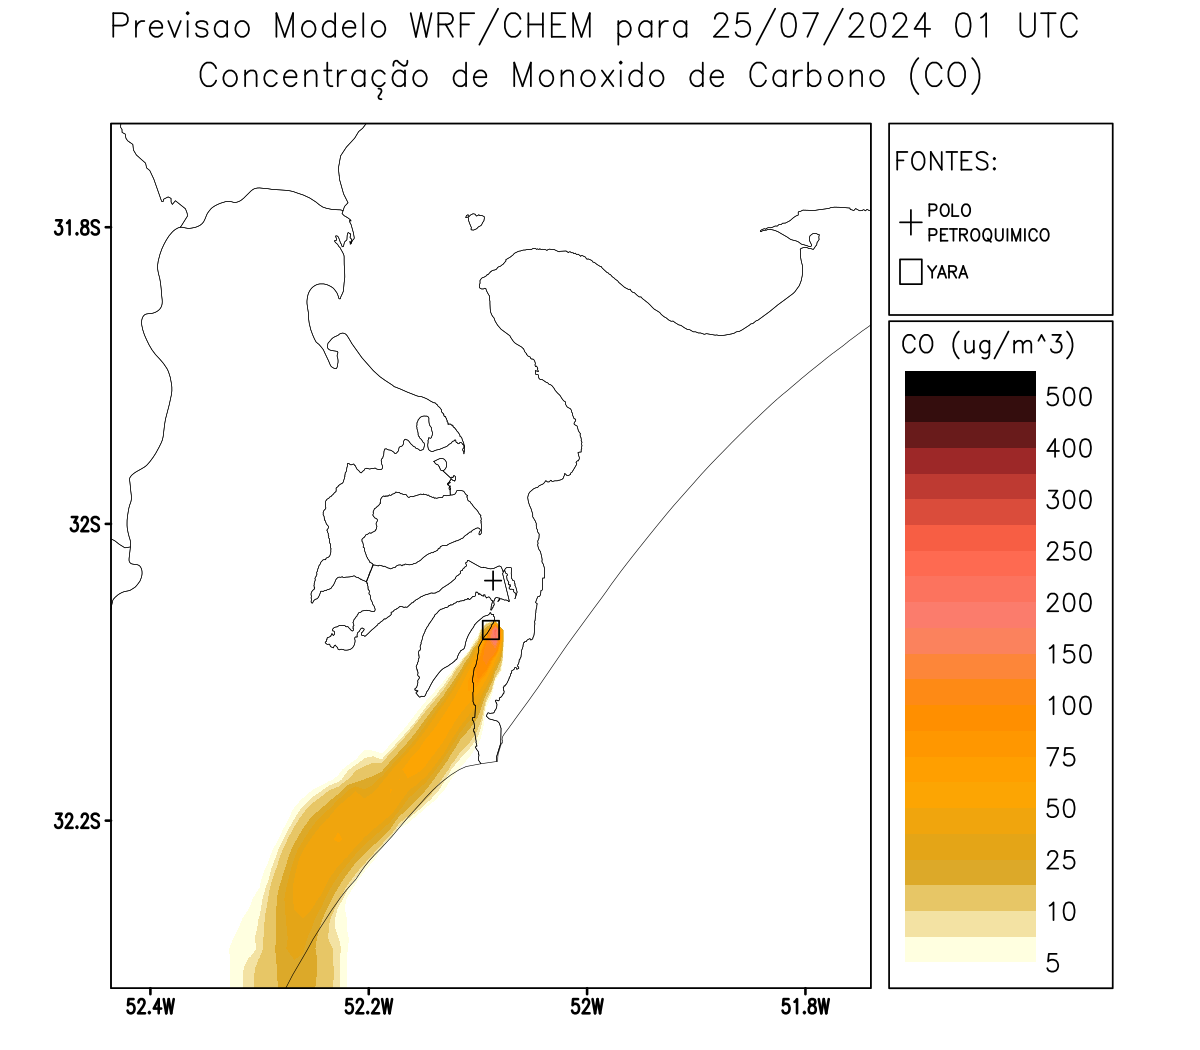 Previsao Modelo WRF/CHEM para 25/07/2024 01 UTC
Concentração de Monoxido de Carbono (CO)
FONTES:
POLO
PETROQUIMICO
YARA
CO (ug/m^3)
500
400
300
250
200
150
100
75
50
25
10
5
31.8S
32S
32.2S
52.4W 52.2W 52W 51.8W